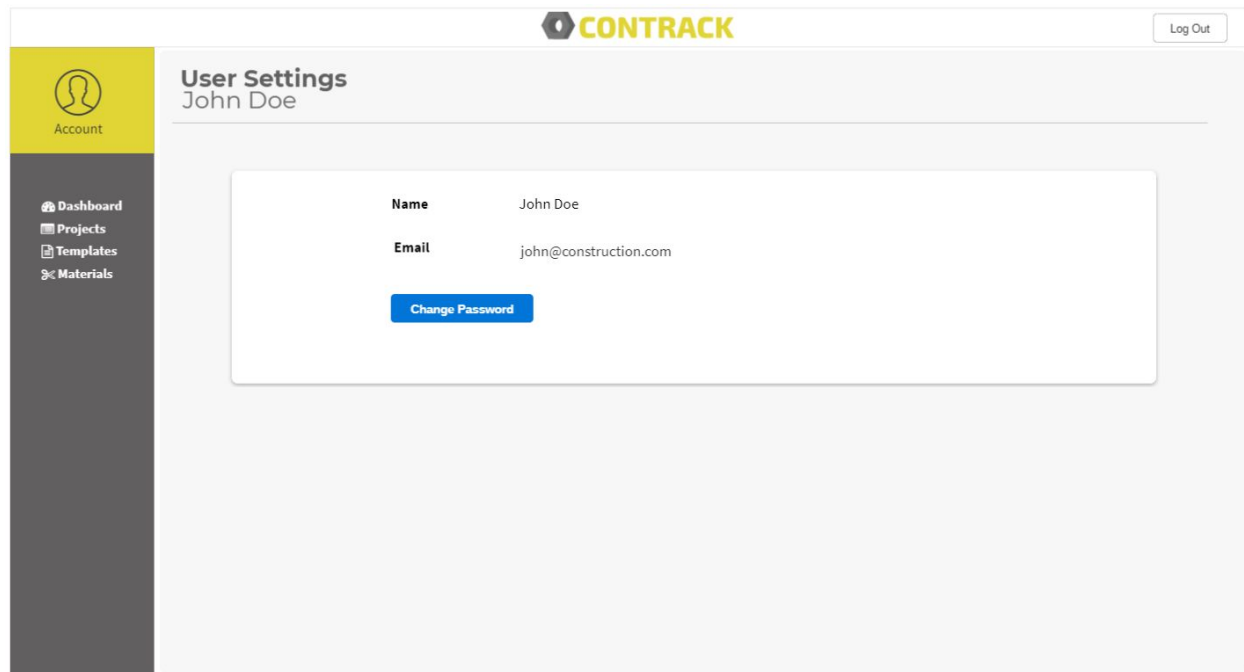 CONTRACK
Log Out
Account
User Settings
John Doe
Dashboard
Projects
Templates
Materials
Name John Doe
Email john@construction.com
Change Password